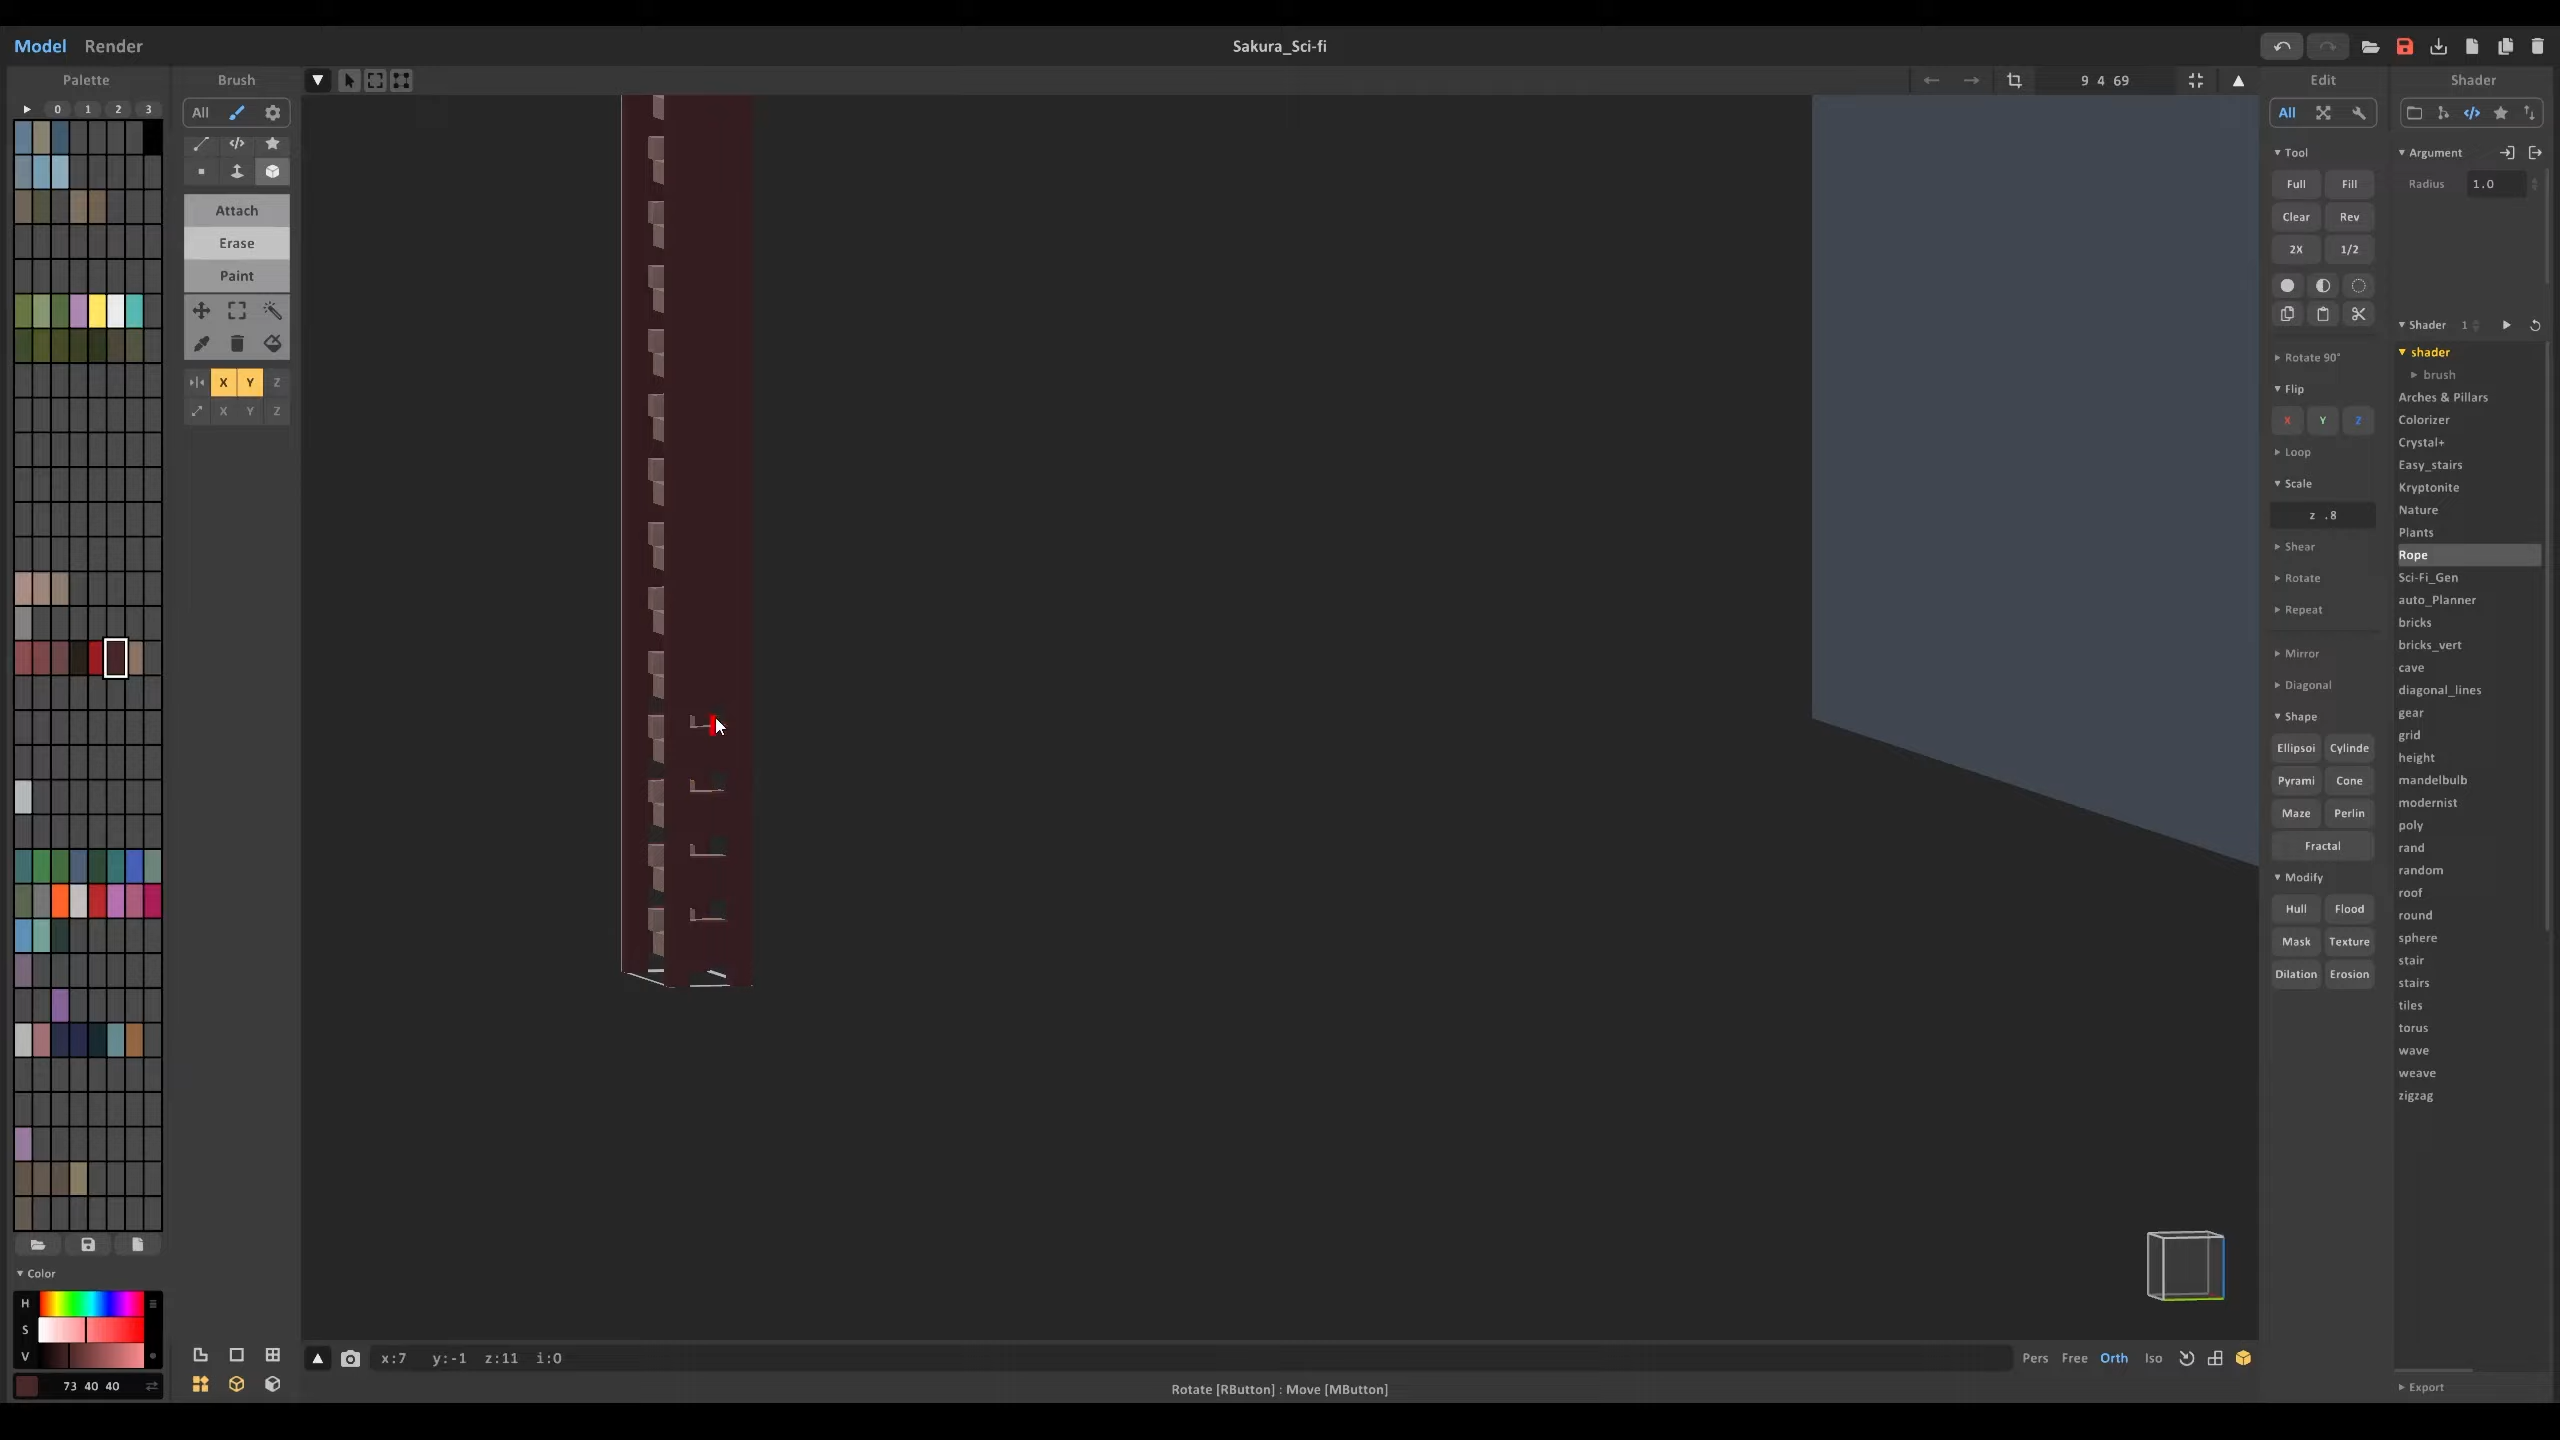 Model Render
Sakura_Sci-fi
Palette
Brush
9 4 69
Edit
Shader
0 1 2 3
All
All
Attach
Erase
Paint
X Y Z
X Y Z
Tool
Full Fill
Clear Rev
2X 1/2
Rotate 90°
Flip
X Y Z
Loop
Scale
z .8
Shear
Rotate
Repeat
Mirror
Diagonal
Shape
Ellipsoi Cylinde
Pyrami Cone
Maze Perlin
Fractal
Modify
Hull Flood
Mask Texture
Dilation Erosion
Argument
Radius 1.0
Shader 1
shader
brush
Arches & Pillars
Colorizer
Crystal+
Easy_stairs
Kryptonite
Nature
Plants
Rope
Sci-Fi_Gen
auto_Planner
bricks
bricks_vert
cave
diagonal_lines
gear
grid
height
mandelbulb
modernist
poly
rand
random
roof
round
sphere
stair
stairs
tiles
torus
wave
weave
zigzag
Export
Color
H
S
V
73 40 40
x:7 y:-1 z:11 i:0
Pers Free Orth Iso
Rotate [RButton] : Move [MButton]